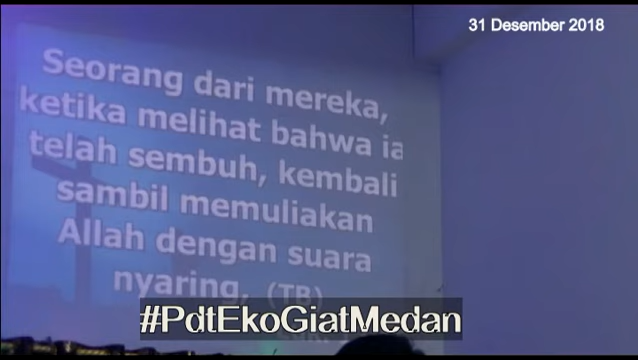 31 Desember 2018
Seorang dari mereka,
ketika melihat bahwa ia
telah sembuh, kembali
sambil memuliakan
Allah dengan suara
nyaring, (TB)
#PdtEkoGiatMedan